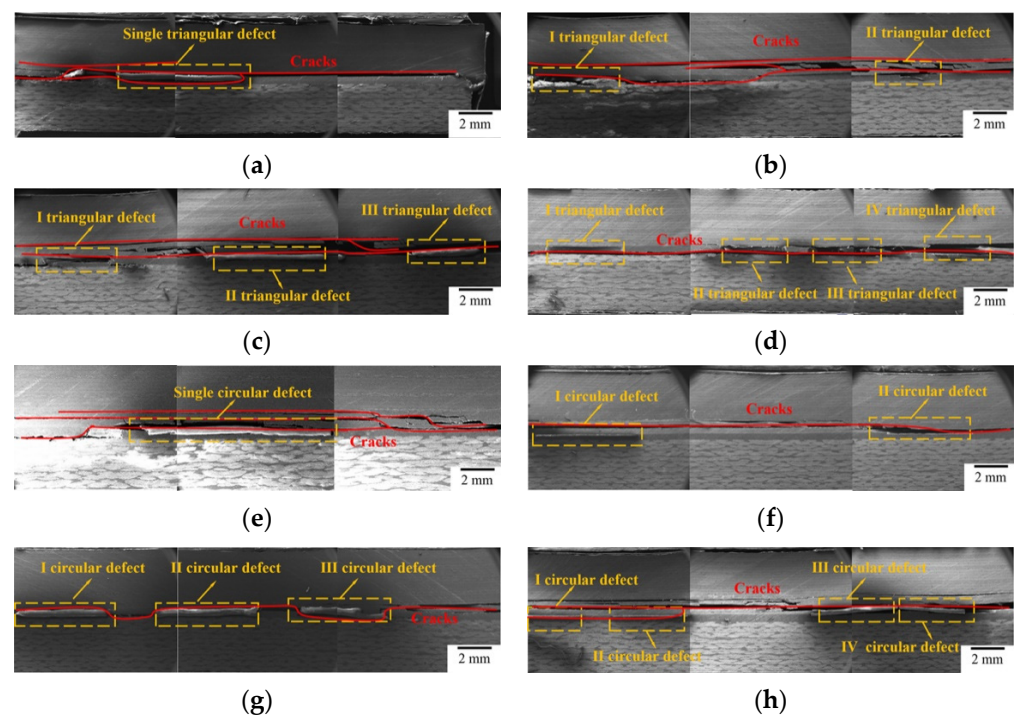 Single triangular defect
Cracks
2 mm
(a)
I triangular defect
Cracks
II triangular defect
2 mm
(b)
I triangular defect
Cracks
III triangular defect
II triangular defect
2 mm
(c)
I triangular defect
Cracks
IV triangular defect
II triangular defect
III triangular defect
2 mm
(d)
Single circular defect
Cracks
2 mm
(e)
I circular defect
Cracks
II circular defect
2 mm
(f)
I circular defect
II circular defect
III circular defect
Cracks
2 mm
(g)
I circular defect
Cracks
III circular defect
II circular defect
IV circular defect
2 mm
(h)